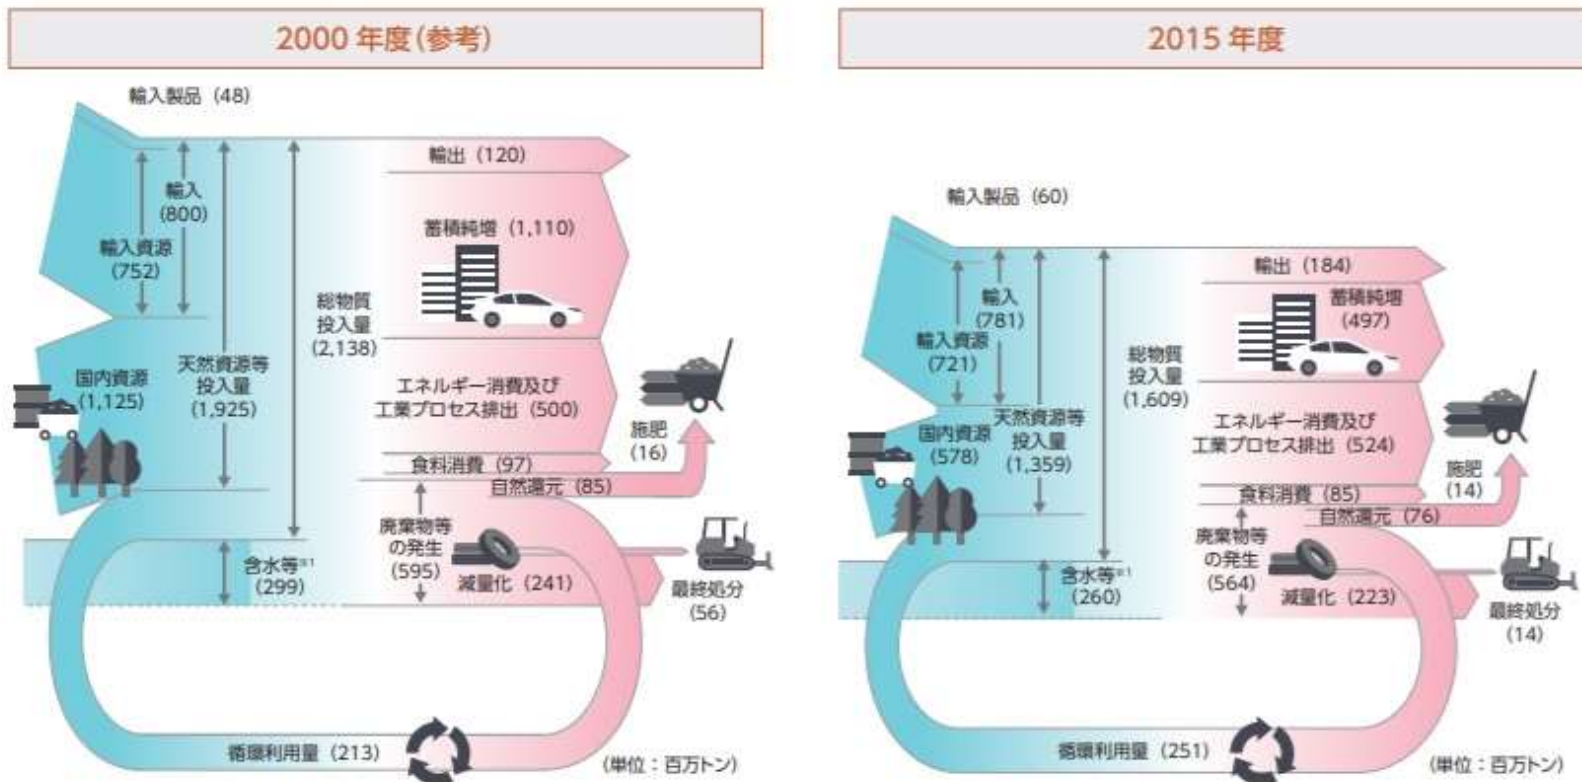 2000 年度(参考)
輸入製品 (48)
輸出 (120)
輸入
(800)
蓄積純増 (1,110)
輸入資源
(752)
総物質
投入量
(2,138)
国内資源
(1,125)
天然資源等
投入量
(1,925)
エネルギー消費及び
工業プロセス排出 (500)
施肥
(16)
食料消費 (97)
自然還元 (85)
廃棄物等
の発生
(595)
含水等※1
(299)
減量化 (241)
最終処分
(56)
循環利用量 (213)
(単位：百万トン)
2015 年度
輸入製品 (60)
輸出 (184)
輸入
(781)
蓄積純増
(497)
輸入資源
(721)
総物質
投入量
(1,609)
国内資源
(578)
天然資源等
投入量
(1,359)
エネルギー消費及び
工業プロセス排出 (524)
施肥
(14)
食料消費 (85)
自然還元 (76)
廃棄物等
の発生
(564)
含水等※1
(260)
減量化 (223)
最終処分
(14)
循環利用量 (251)
(単位：百万トン)